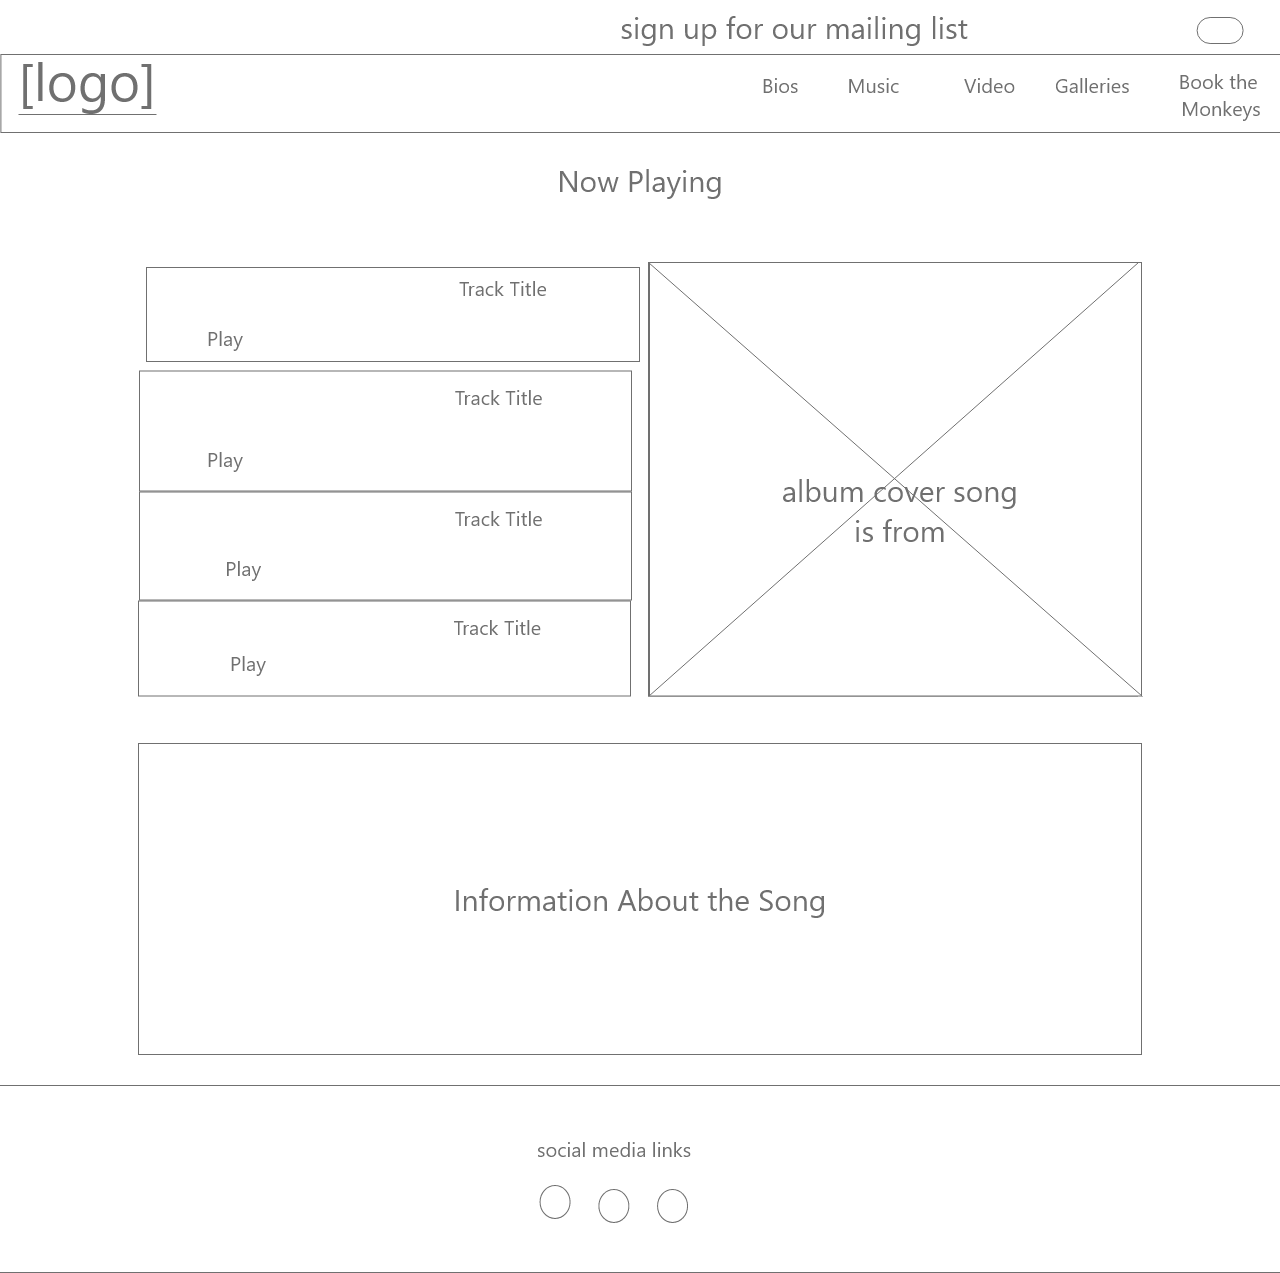 sign up for our mailing list
[logo]
Bios
Music
Video
Galleries
Book the
Monkeys
Now Playing
Track Title
Play
Track Title
Play
Track Title
Play
Track Title
Play
album cover song
is from
Information About the Song
social media links